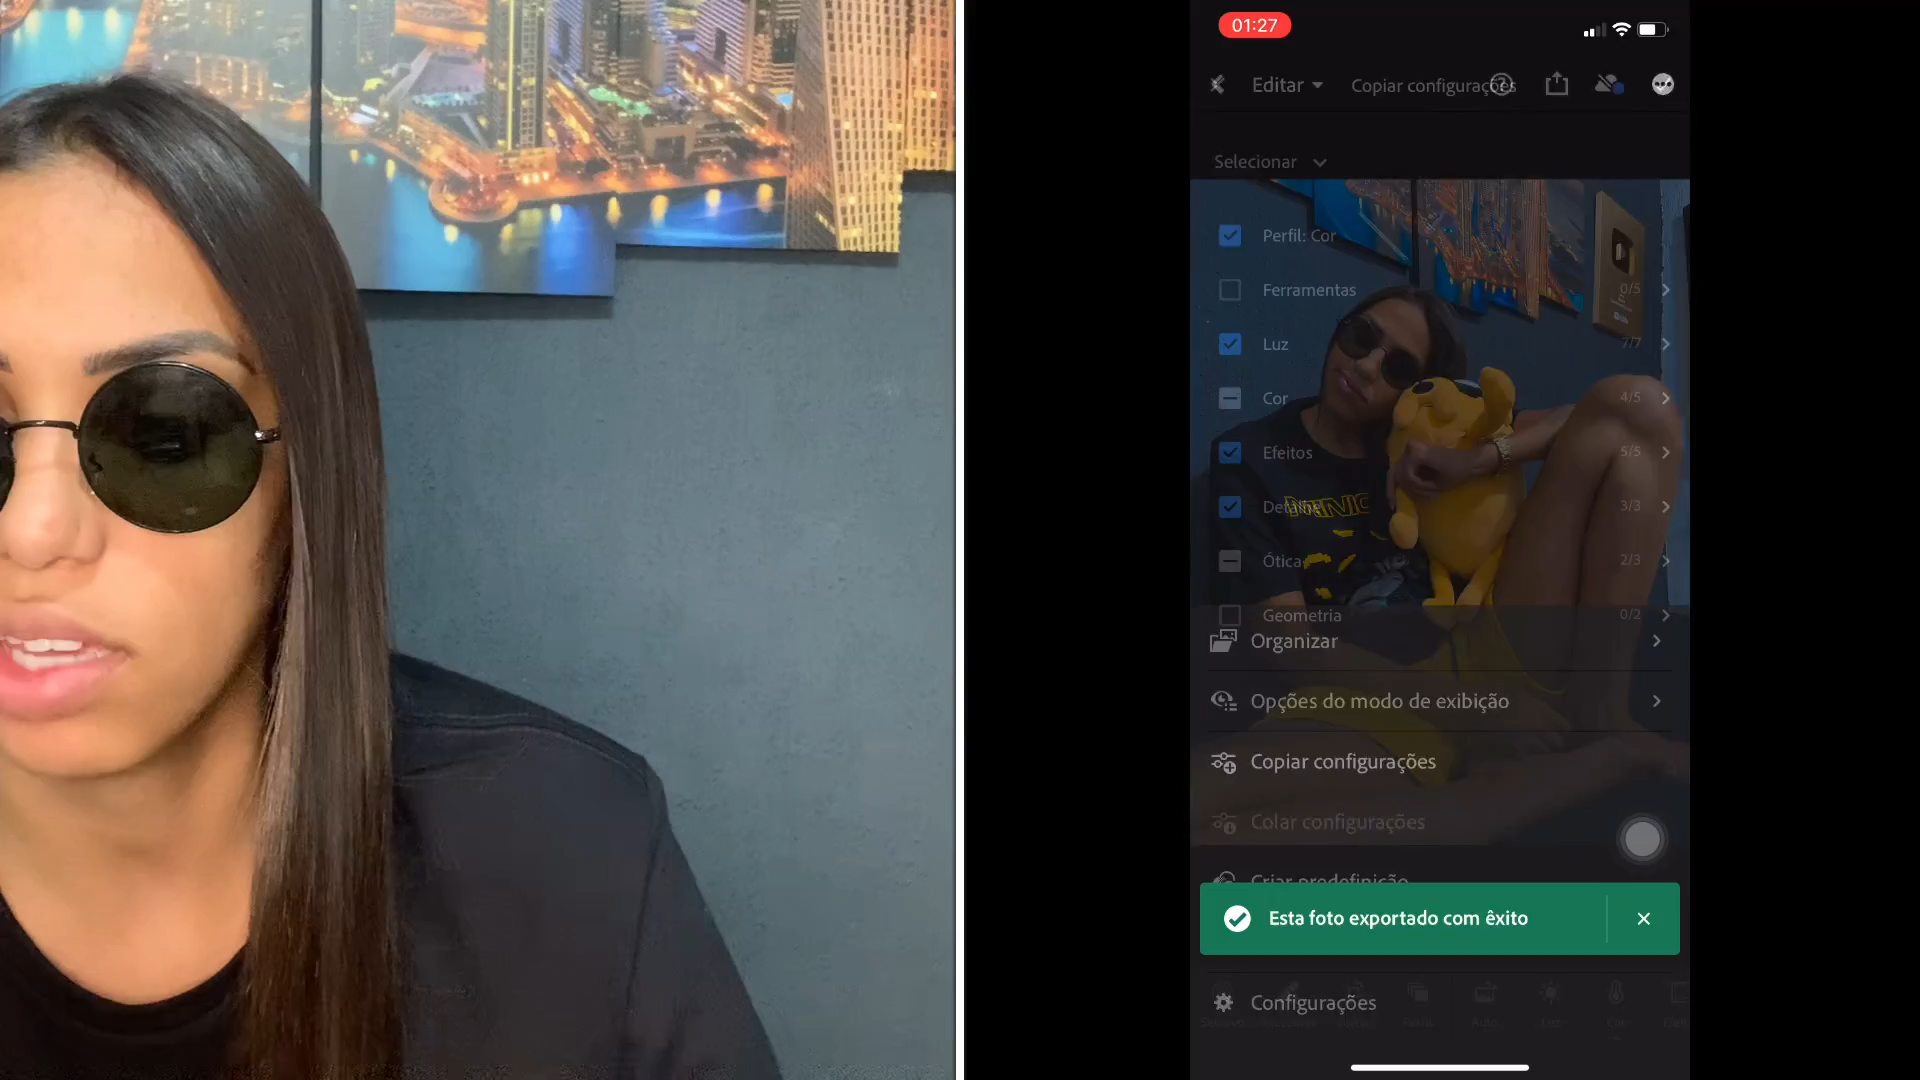 01:27
Editar
Copiar configurações
Selecionar
Perfil: Cor
Ferramentas 0/5
Luz 7/7
Cor 4/5
Efeitos 5/5
Detalhe 3/3
Ótica 2/3
Geometria 0/2
Organizar
Opções do modo de exibição
Copiar configurações
Colar configurações
Criar predefinição
Esta foto exportado com êxito
Configurações